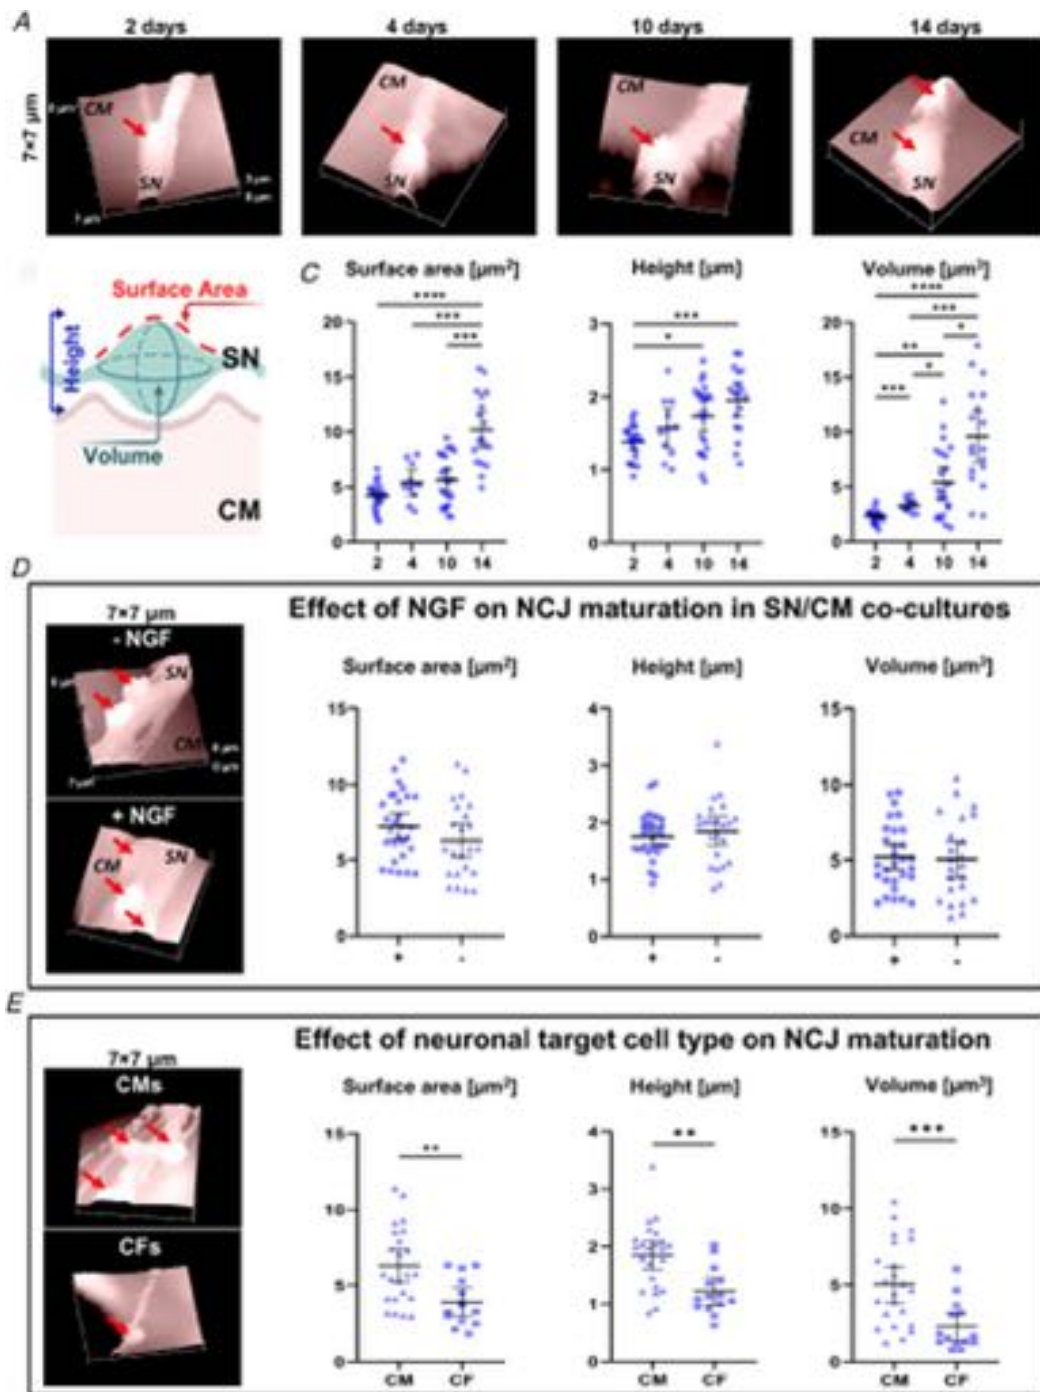 A
2 days 4 days 10 days 14 days
7×7 µm
CM SN
CM SN
CM SN
CM SN
C
Surface Area
Height
SN
Volume
CM
Surface area [µm²] Height [µm] Volume [µm³]
**** *** ***
*** *
**** *** * ** * ***
20 15 10 5 0
3 2 1 0
20 15 10 5 0
2 4 10 14
2 4 10 14
2 4 10 14
D
Effect of NGF on NCJ maturation in SN/CM co-cultures
7×7 µm
- NGF
SN
CM
+ NGF
CM SN
Surface area [µm²] Height [µm] Volume [µm³]
15 10 5 0
4 3 2 1 0
15 10 5 0
+ -
+ -
+ -
E
Effect of neuronal target cell type on NCJ maturation
7×7 µm
CMs
CFs
Surface area [µm²] Height [µm] Volume [µm³]
** ** ***
15 10 5 0
4 3 2 1 0
15 10 5 0
CM CF
CM CF
CM CF